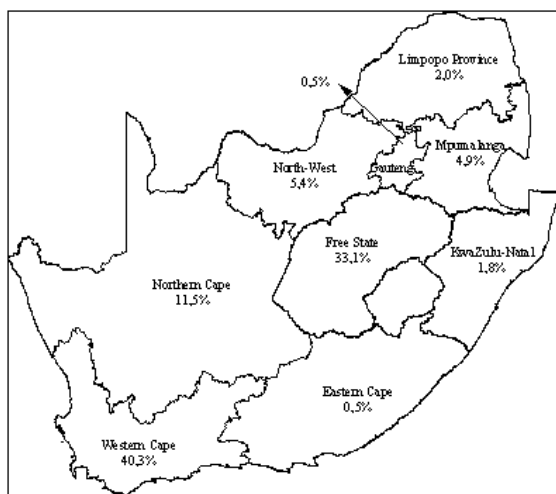 Limpopo Province
2,0%
0,5%
Mpumalanga
4,9%
Gauteng
North-West
5,4%
Free State
33,1%
KwaZulu-Natal
1,8%
Northern Cape
11,5%
Eastern Cape
0,5%
Western Cape
40,3%